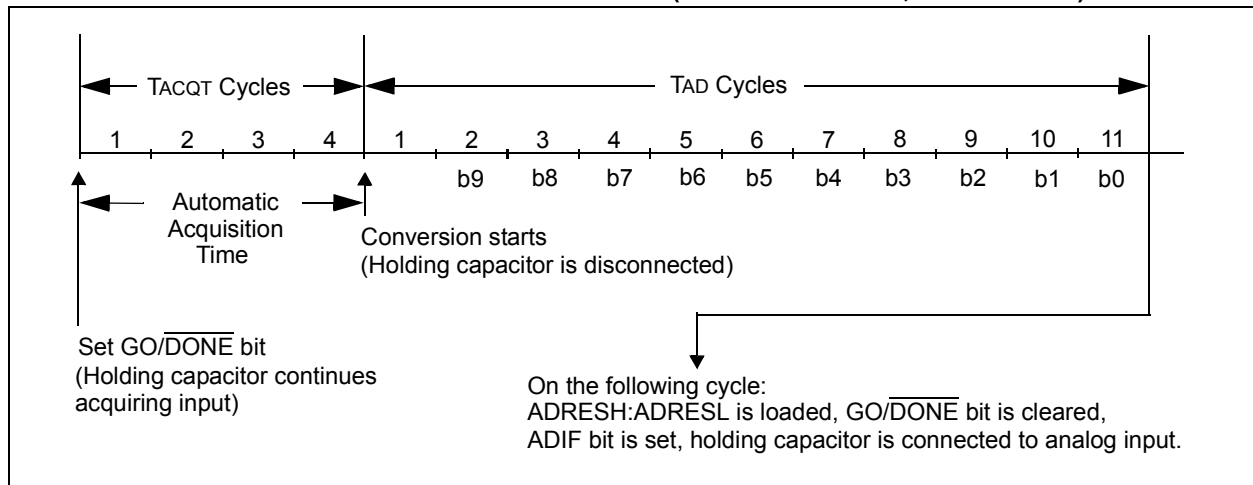 TACQT Cycles
TAD Cycles
1 2 3 4 1 2 3 4 5 6 7 8 9 10 11
b9 b8 b7 b6 b5 b4 b3 b2 b1 b0
Automatic
Acquisition
Time
Conversion starts
(Holding capacitor is disconnected)
Set GO/DONE bit
(Holding capacitor continues
acquiring input)
On the following cycle:
ADRESH:ADRESL is loaded, GO/DONE bit is cleared,
ADIF bit is set, holding capacitor is connected to analog input.